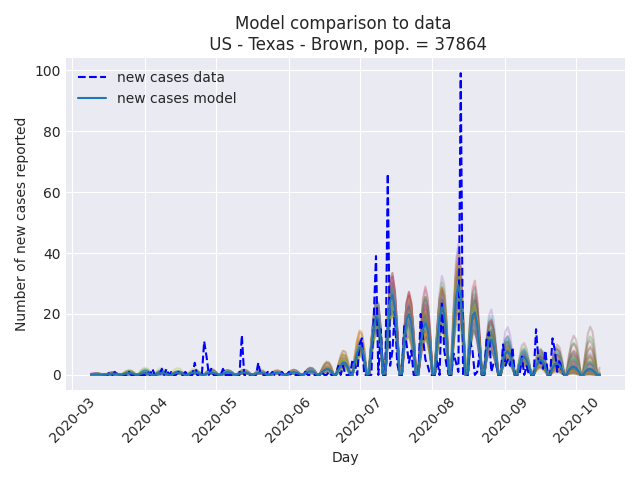 Model comparison to data
US - Texas - Brown, pop. = 37864
new cases data
new cases model
Number of new cases reported
100
80
60
40
20
0
2020-03
2020-04
2020-05
2020-06
2020-07
2020-08
2020-09
2020-10
Day